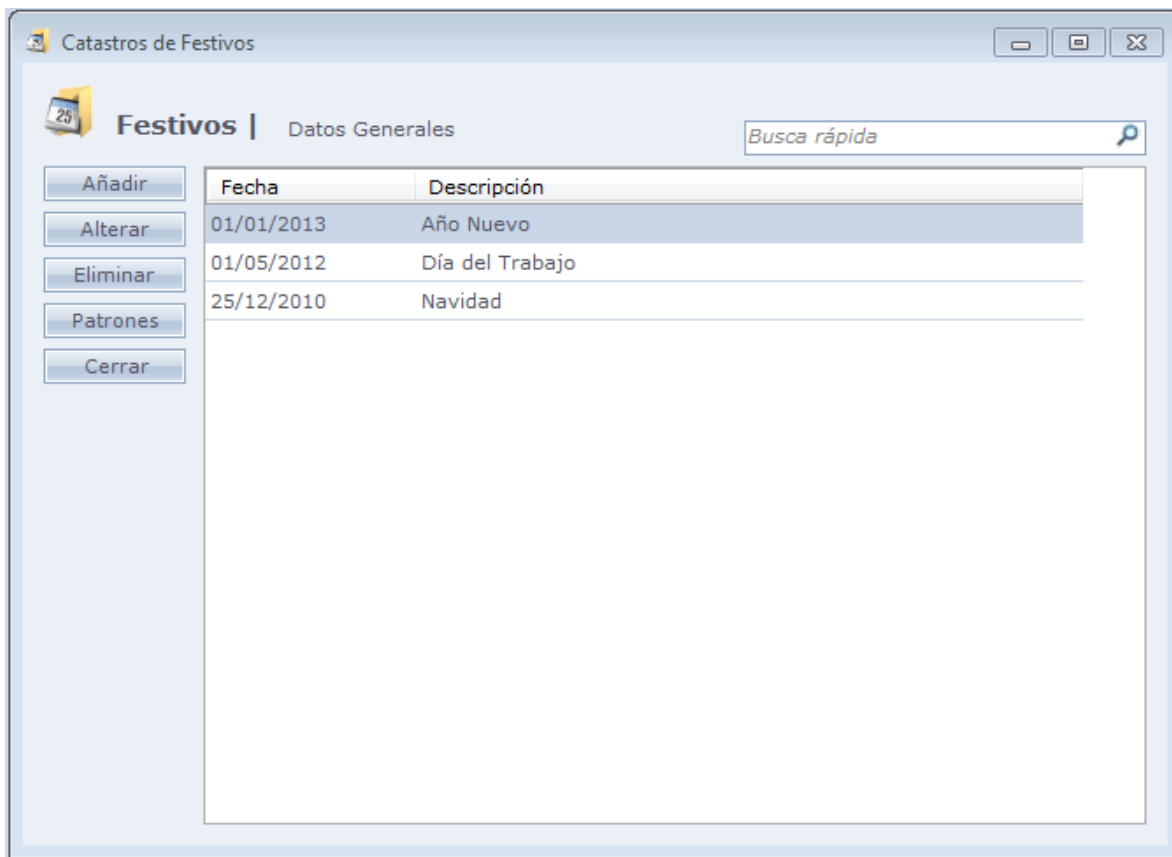 Catastros de Festivos
25
Festivos | Datos Generales
Busca rápida
Añadir
Alterar
Eliminar
Patrones
Cerrar
Fecha Descripción
01/01/2013 Año Nuevo
01/05/2012 Día del Trabajo
25/12/2010 Navidad